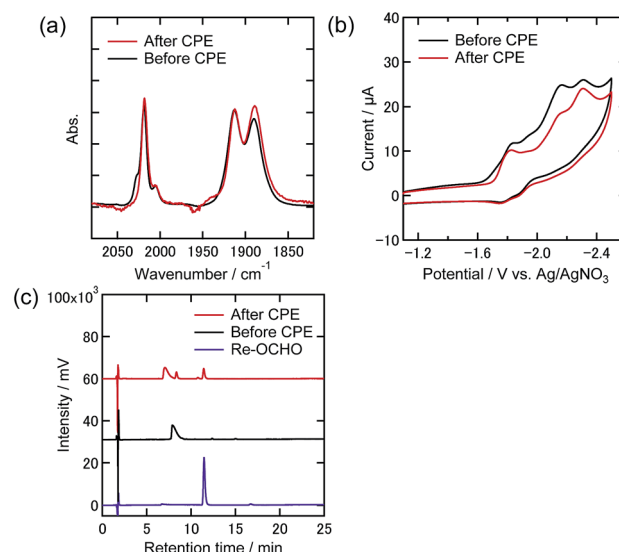 (a)
After CPE
Before CPE
Abs.
2050 2000 1950 1900 1850
Wavenumber / cm-1
(b)
Before CPE
After CPE
Current / µA
40
30
20
10
0
−10
−1.2 −1.6 −2.0 −2.4
Potential / V vs. Ag/AgNO3
(c)
100x103
After CPE
Before CPE
Re-OCHO
Intensity / mV
80
60
40
20
0
0 5 10 15 20 25
Retention time / min